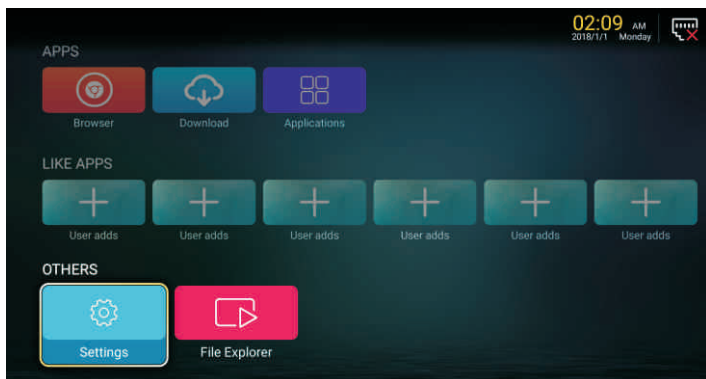 02:09 AM
2018/1/1 Monday
APPS
Browser Download Applications
LIKE APPS
User adds User adds User adds User adds User adds User adds
OTHERS
Settings File Explorer